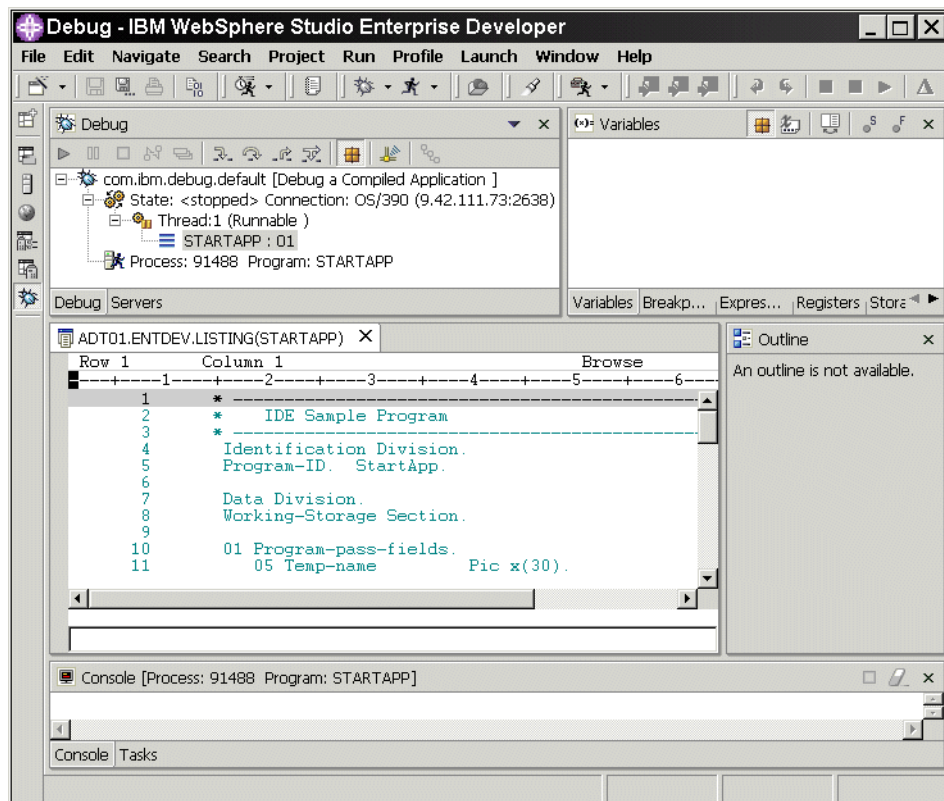 Debug - IBM WebSphere Studio Enterprise Developer
File Edit Navigate Search Project Run Profile Launch Window Help
Debug
com.ibm.debug.default [Debug a Compiled Application ]
State: <stopped> Connection: OS/390 (9.42.111.73:2638)
Thread:1 (Runnable )
STARTAPP : 01
Process: 91488 Program: STARTAPP
Debug Servers
(x)= Variables
Variables Breakp... Expres... Registers Stora
ADT01.ENTDEV.LISTING(STARTAPP)
Row 1 Column 1 Browse
----+----1----+----2----+----3----+----4----+----5----+----6----
1 * ----------------------------------------------
2 * IDE Sample Program
3 * ----------------------------------------------
4 Identification Division.
5 Program-ID. StartApp.
6
7 Data Division.
8 Working-Storage Section.
9
10 01 Program-pass-fields.
11 05 Temp-name Pic x(30).
Outline
An outline is not available.
Console [Process: 91488 Program: STARTAPP]
Console Tasks